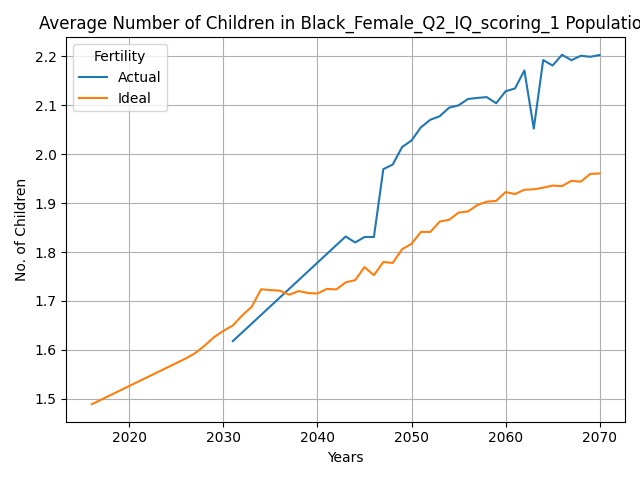 Average Number of Children in Black_Female_Q2_IQ_scoring_1 Populatio
Fertility
Actual
Ideal
2.2
2.1
2.0
1.9
1.8
1.7
1.6
1.5
No. of Children
2020 2030 2040 2050 2060 2070
Years